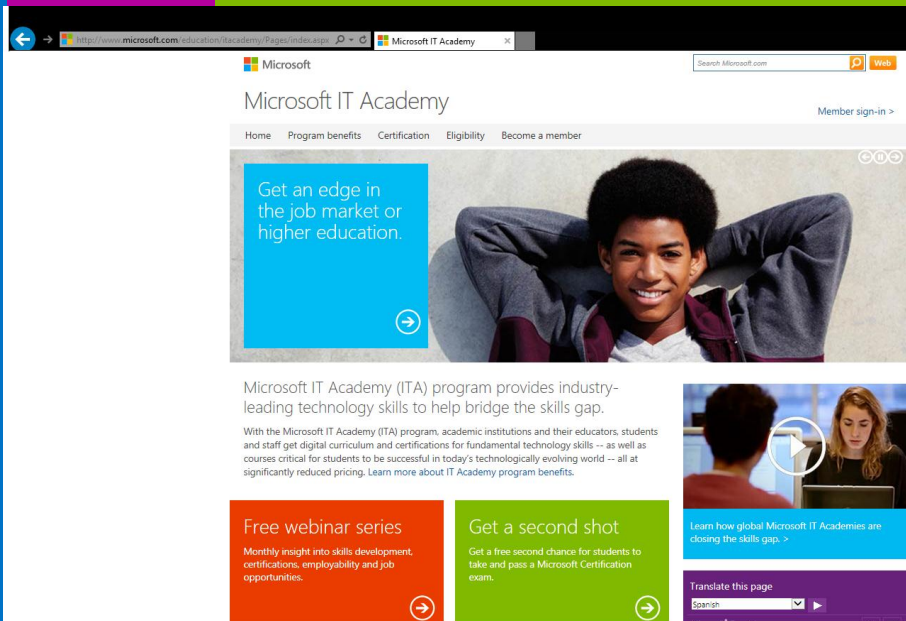 http://www.microsoft.com/education/itacademy/Pages/index.aspx
Microsoft IT Academy
Microsoft
Search Microsoft.com
Web
Microsoft IT Academy
Member sign-in >
Home Program benefits Certification Eligibility Become a member
Get an edge in
the job market or
higher education.
Microsoft IT Academy (ITA) program provides industry-
leading technology skills to help bridge the skills gap.
With the Microsoft IT Academy (ITA) program, academic institutions and their educators, students
and staff get digital curriculum and certifications for fundamental technology skills -- as well as
courses critical for students to be successful in today's technologically evolving world -- all at
significantly reduced pricing. Learn more about IT Academy program benefits.
Learn how global Microsoft IT Academies are
closing the skills gap. >
Free webinar series
Monthly insight into skills development,
certifications, employability and job
opportunities.
Get a second shot
Get a free second chance for students to
take and pass a Microsoft Certification
exam.
Translate this page
Spanish